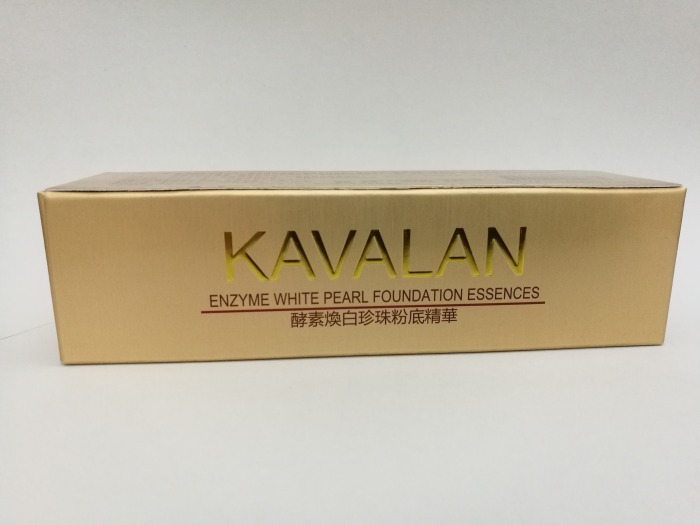 KAVALAN
ENZYME WHITE PEARL FOUNDATION ESSENCES
酵素煥白珍珠粉底精華